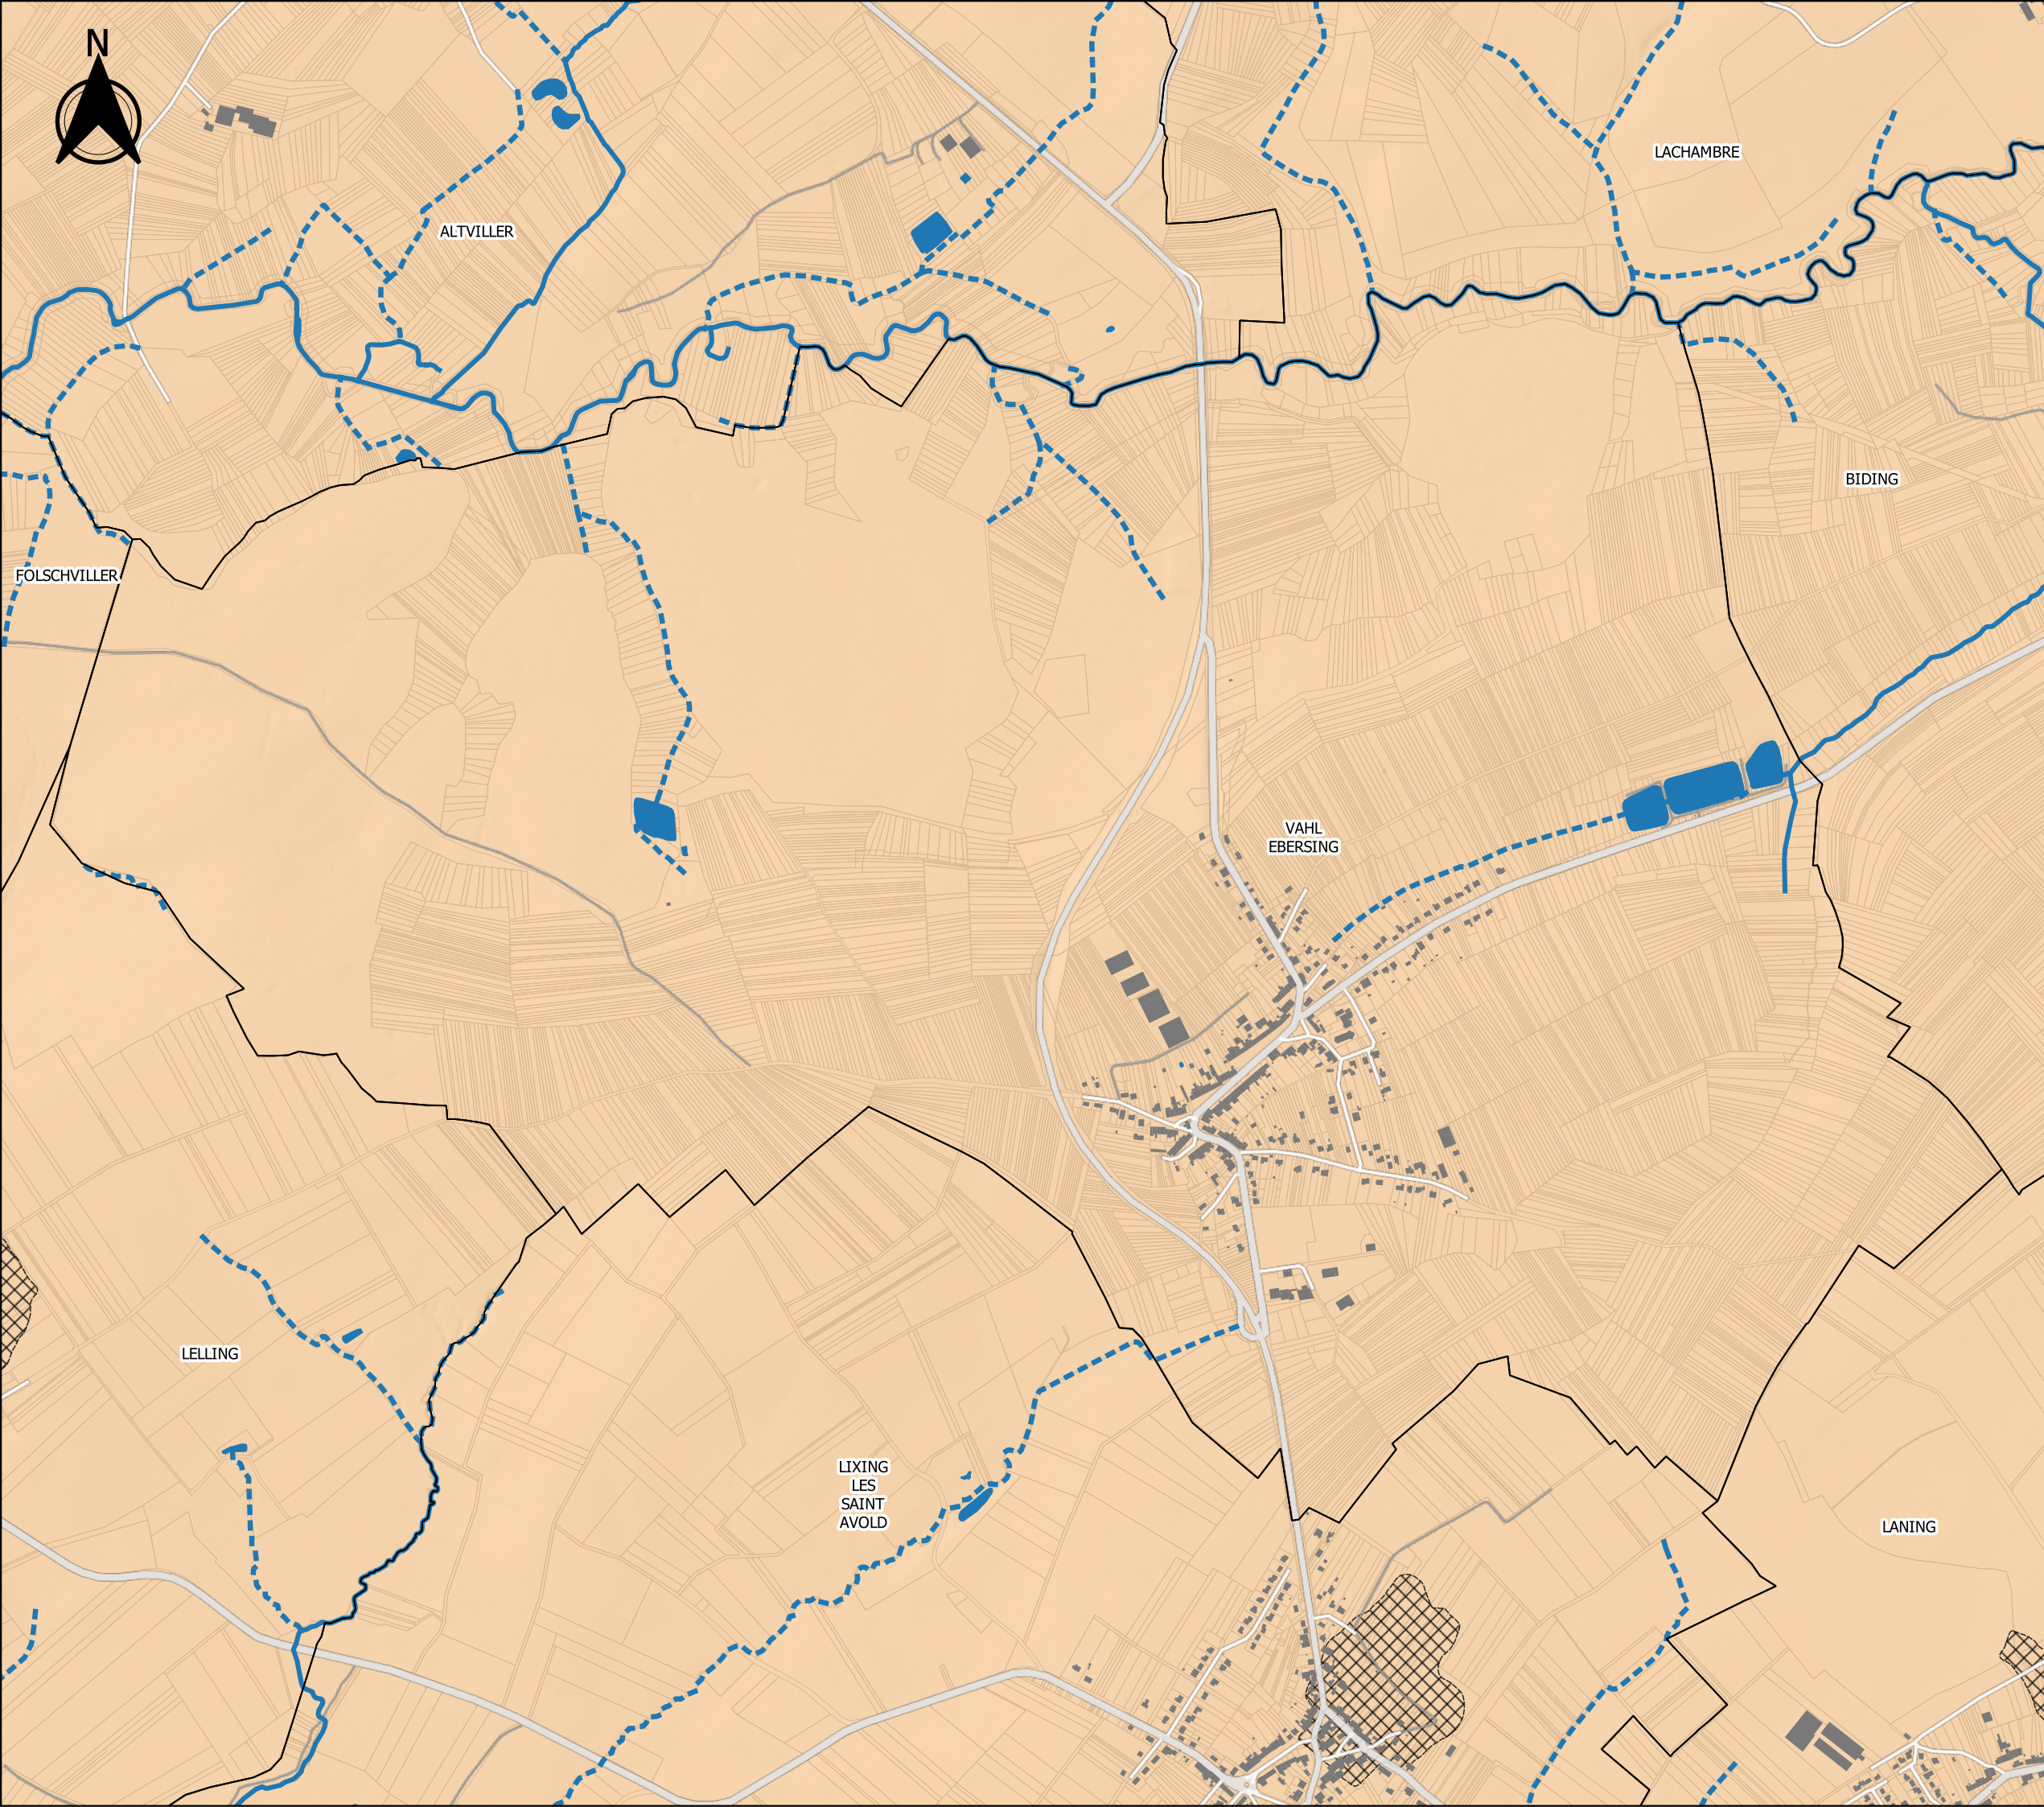 N
LACHAMBRE
ALTVILLER
BIDING
FOLSCHVILLER
VAHL
EBERSING
LELLING
LIXING
LES
SAINT
AVOLD
LANING